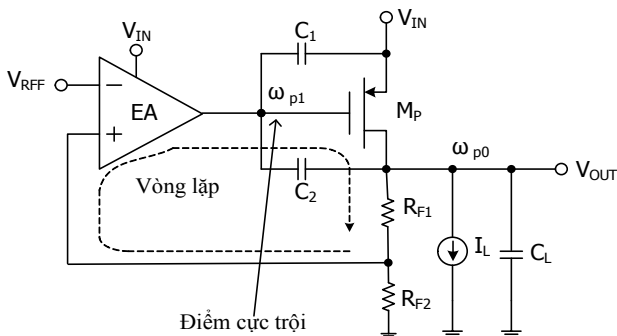 V_IN
C_1
V_IN
V_RFF
−
EA
+
ω_p1
M_P
Vòng lặp
C_2
ω_p0
V_OUT
R_F1
I_L
C_L
R_F2
Điểm cực trội